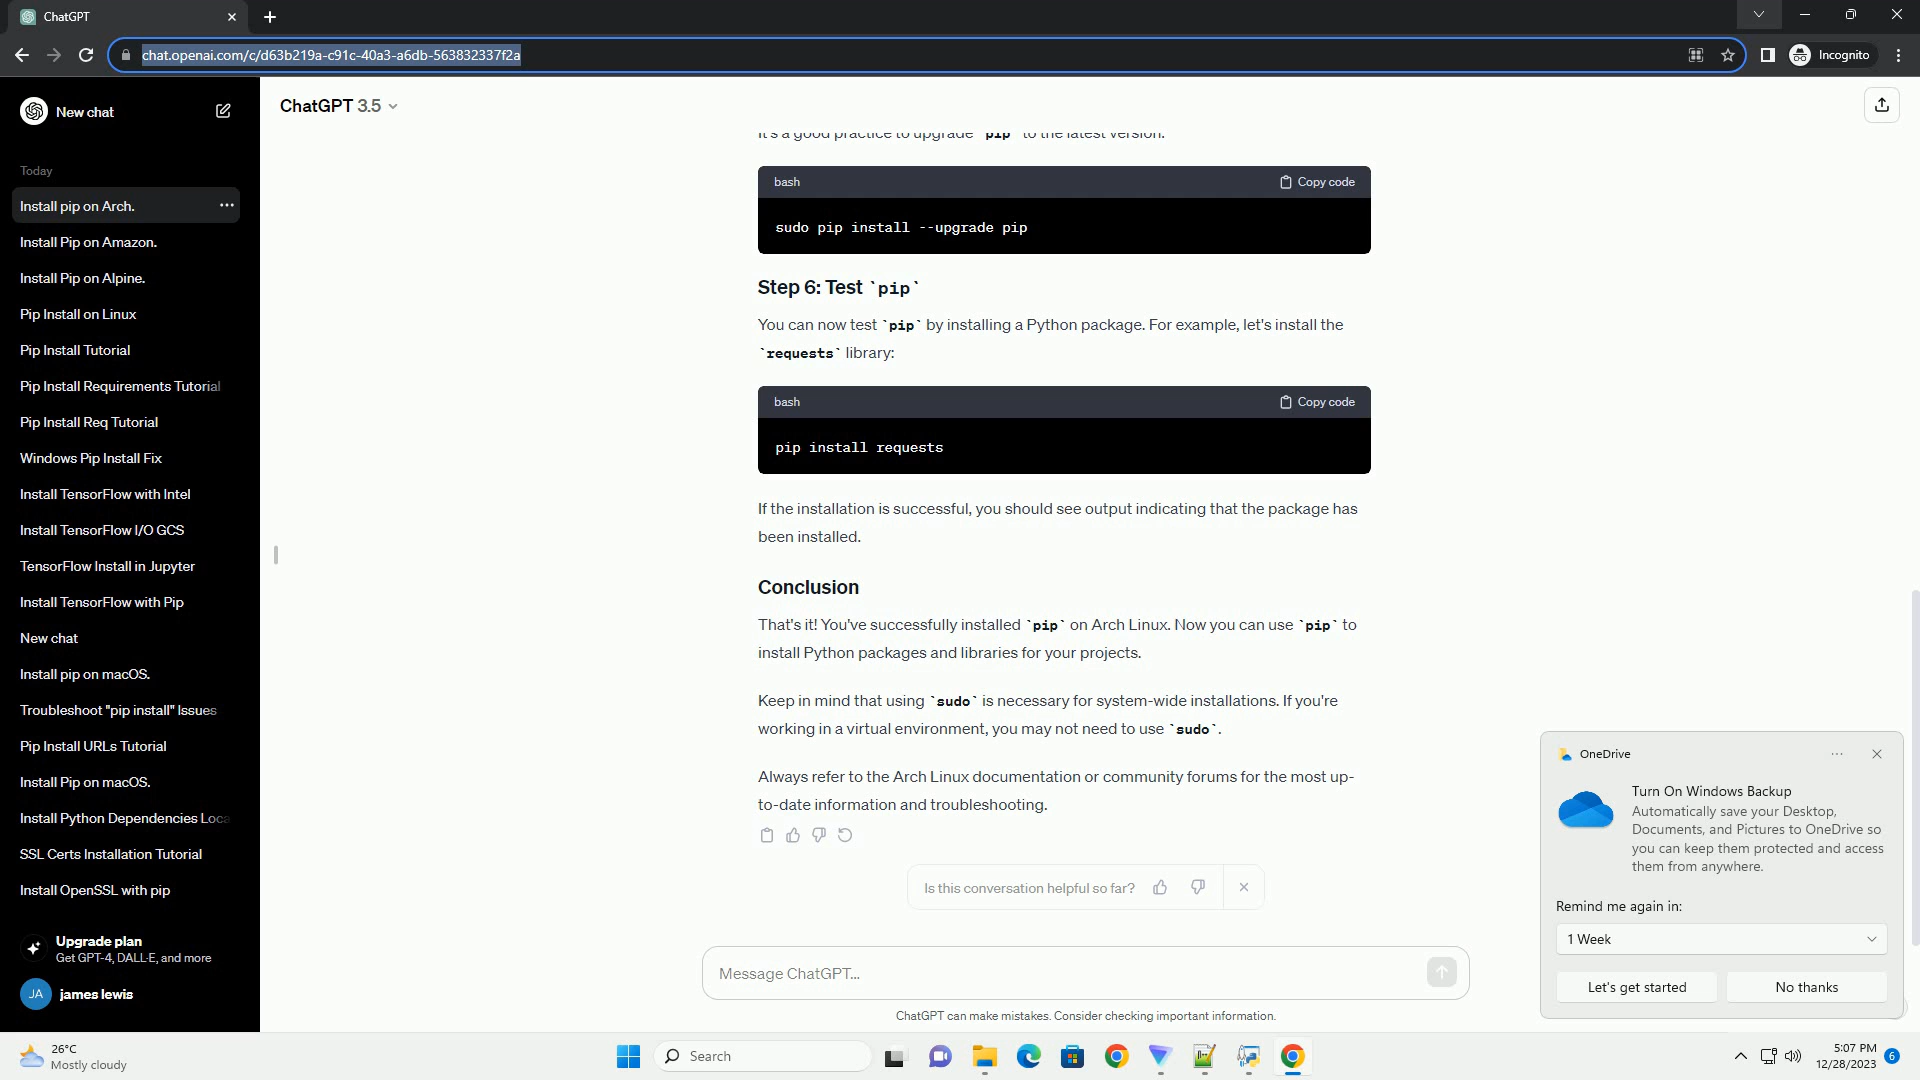 ChatGPT
chat.openai.com/c/d63b219a-c91c-40a3-a6db-563832337f2a
Incognito
New chat
Today
Install pip on Arch.
Install Pip on Amazon.
Install Pip on Alpine.
Pip Install on Linux
Pip Install Tutorial
Pip Install Requirements Tutorial
Pip Install Req Tutorial
Windows Pip Install Fix
Install TensorFlow with Intel
Install TensorFlow I/O GCS
TensorFlow Install in Jupyter
Install TensorFlow with Pip
New chat
Install pip on macOS.
Troubleshoot "pip install" Issues
Pip Install URLs Tutorial
Install Pip on macOS.
Install Python Dependencies Loca
SSL Certs Installation Tutorial
Install OpenSSL with pip
Upgrade plan
Get GPT-4, DALL·E, and more
JA
james lewis
ChatGPT 3.5
It's a good practice to upgrade `pip` to the latest version.
bash
Copy code
sudo pip install --upgrade pip
Step 6: Test `pip`
You can now test `pip` by installing a Python package. For example, let's install the
`requests` library:
bash
Copy code
pip install requests
If the installation is successful, you should see output indicating that the package has
been installed.
Conclusion
That's it! You've successfully installed `pip` on Arch Linux. Now you can use `pip` to
install Python packages and libraries for your projects.
Keep in mind that using `sudo` is necessary for system-wide installations. If you're
working in a virtual environment, you may not need to use `sudo`.
Always refer to the Arch Linux documentation or community forums for the most up-
to-date information and troubleshooting.
Is this conversation helpful so far?
Message ChatGPT...
ChatGPT can make mistakes. Consider checking important information.
OneDrive
Turn On Windows Backup
Automatically save your Desktop,
Documents, and Pictures to OneDrive so
you can keep them protected and access
them from anywhere.
Remind me again in:
1 Week
Let's get started
No thanks
26°C
Mostly cloudy
Search
5:07 PM
12/28/2023
6